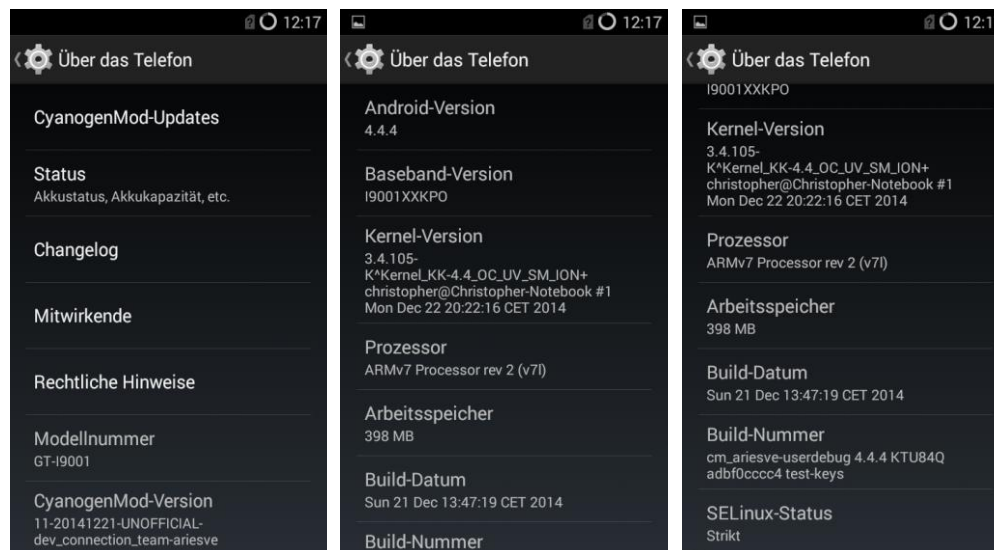 12:17
Über das Telefon
CyanogenMod-Updates
Status
Akkustatus, Akkukapazität, etc.
Changelog
Mitwirkende
Rechtliche Hinweise
Modellnummer
GT-I9001
CyanogenMod-Version
11-20141221-UNOFFICIAL-
dev_connection_team-ariesve
12:17
Über das Telefon
Android-Version
4.4.4
Baseband-Version
I9001XXKPO
Kernel-Version
3.4.105-
K^Kernel_KK-4.4_OC_UV_SM_ION+
christopher@Christopher-Notebook #1
Mon Dec 22 20:22:16 CET 2014
Prozessor
ARMv7 Processor rev 2 (v7l)
Arbeitsspeicher
398 MB
Build-Datum
Sun 21 Dec 13:47:19 CET 2014
Build-Nummer
12:1
Über das Telefon
I9001XXKPO
Kernel-Version
3.4.105-
K^Kernel_KK-4.4_OC_UV_SM_ION+
christopher@Christopher-Notebook #1
Mon Dec 22 20:22:16 CET 2014
Prozessor
ARMv7 Processor rev 2 (v7l)
Arbeitsspeicher
398 MB
Build-Datum
Sun 21 Dec 13:47:19 CET 2014
Build-Nummer
cm_ariesve-userdebug 4.4.4 KTU84Q
adbf0cccc4 test-keys
SELinux-Status
Strikt